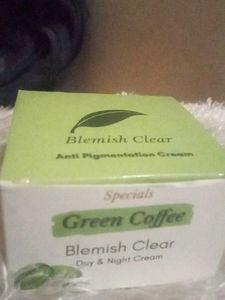 Blemish Clear
Anti Pigmentation Cream
Specials
Green Coffee
Blemish Clear
Day & Night Cream